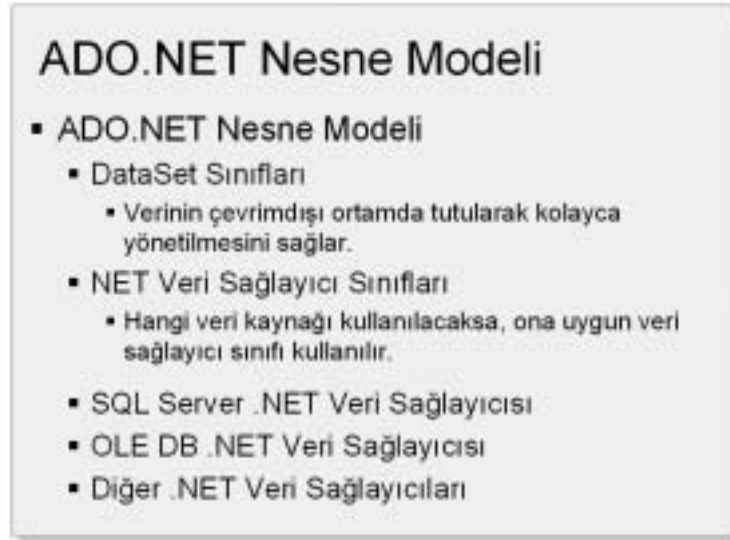 ADO.NET Nesne Modeli
▪ ADO.NET Nesne Modeli
▪ DataSet Sınıfları
▪ Verinin çevrimdışı ortamda tutularak kolayca
yönetilmesini sağlar.
▪ NET Veri Sağlayıcı Sınıfları
▪ Hangi veri kaynağı kullanılacaksa, ona uygun veri
sağlayıcı sınıfı kullanılır.
▪ SQL Server .NET Veri Sağlayıcısı
▪ OLE DB .NET Veri Sağlayıcısı
▪ Diğer .NET Veri Sağlayıcıları